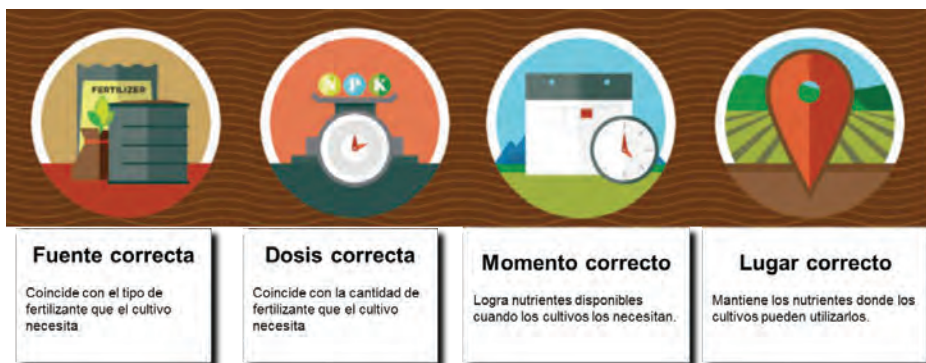 FERTILIZER
N P K
Fuente correcta
Coincide con el tipo de
fertilizante que el cultivo
necesita
Dosis correcta
Coincide con la cantidad de
fertilizante que el cultivo
necesita
Momento correcto
Logra nutrientes disponibles
cuando los cultivos los necesitan.
Lugar correcto
Mantiene los nutrientes donde los
cultivos pueden utilizarlos.